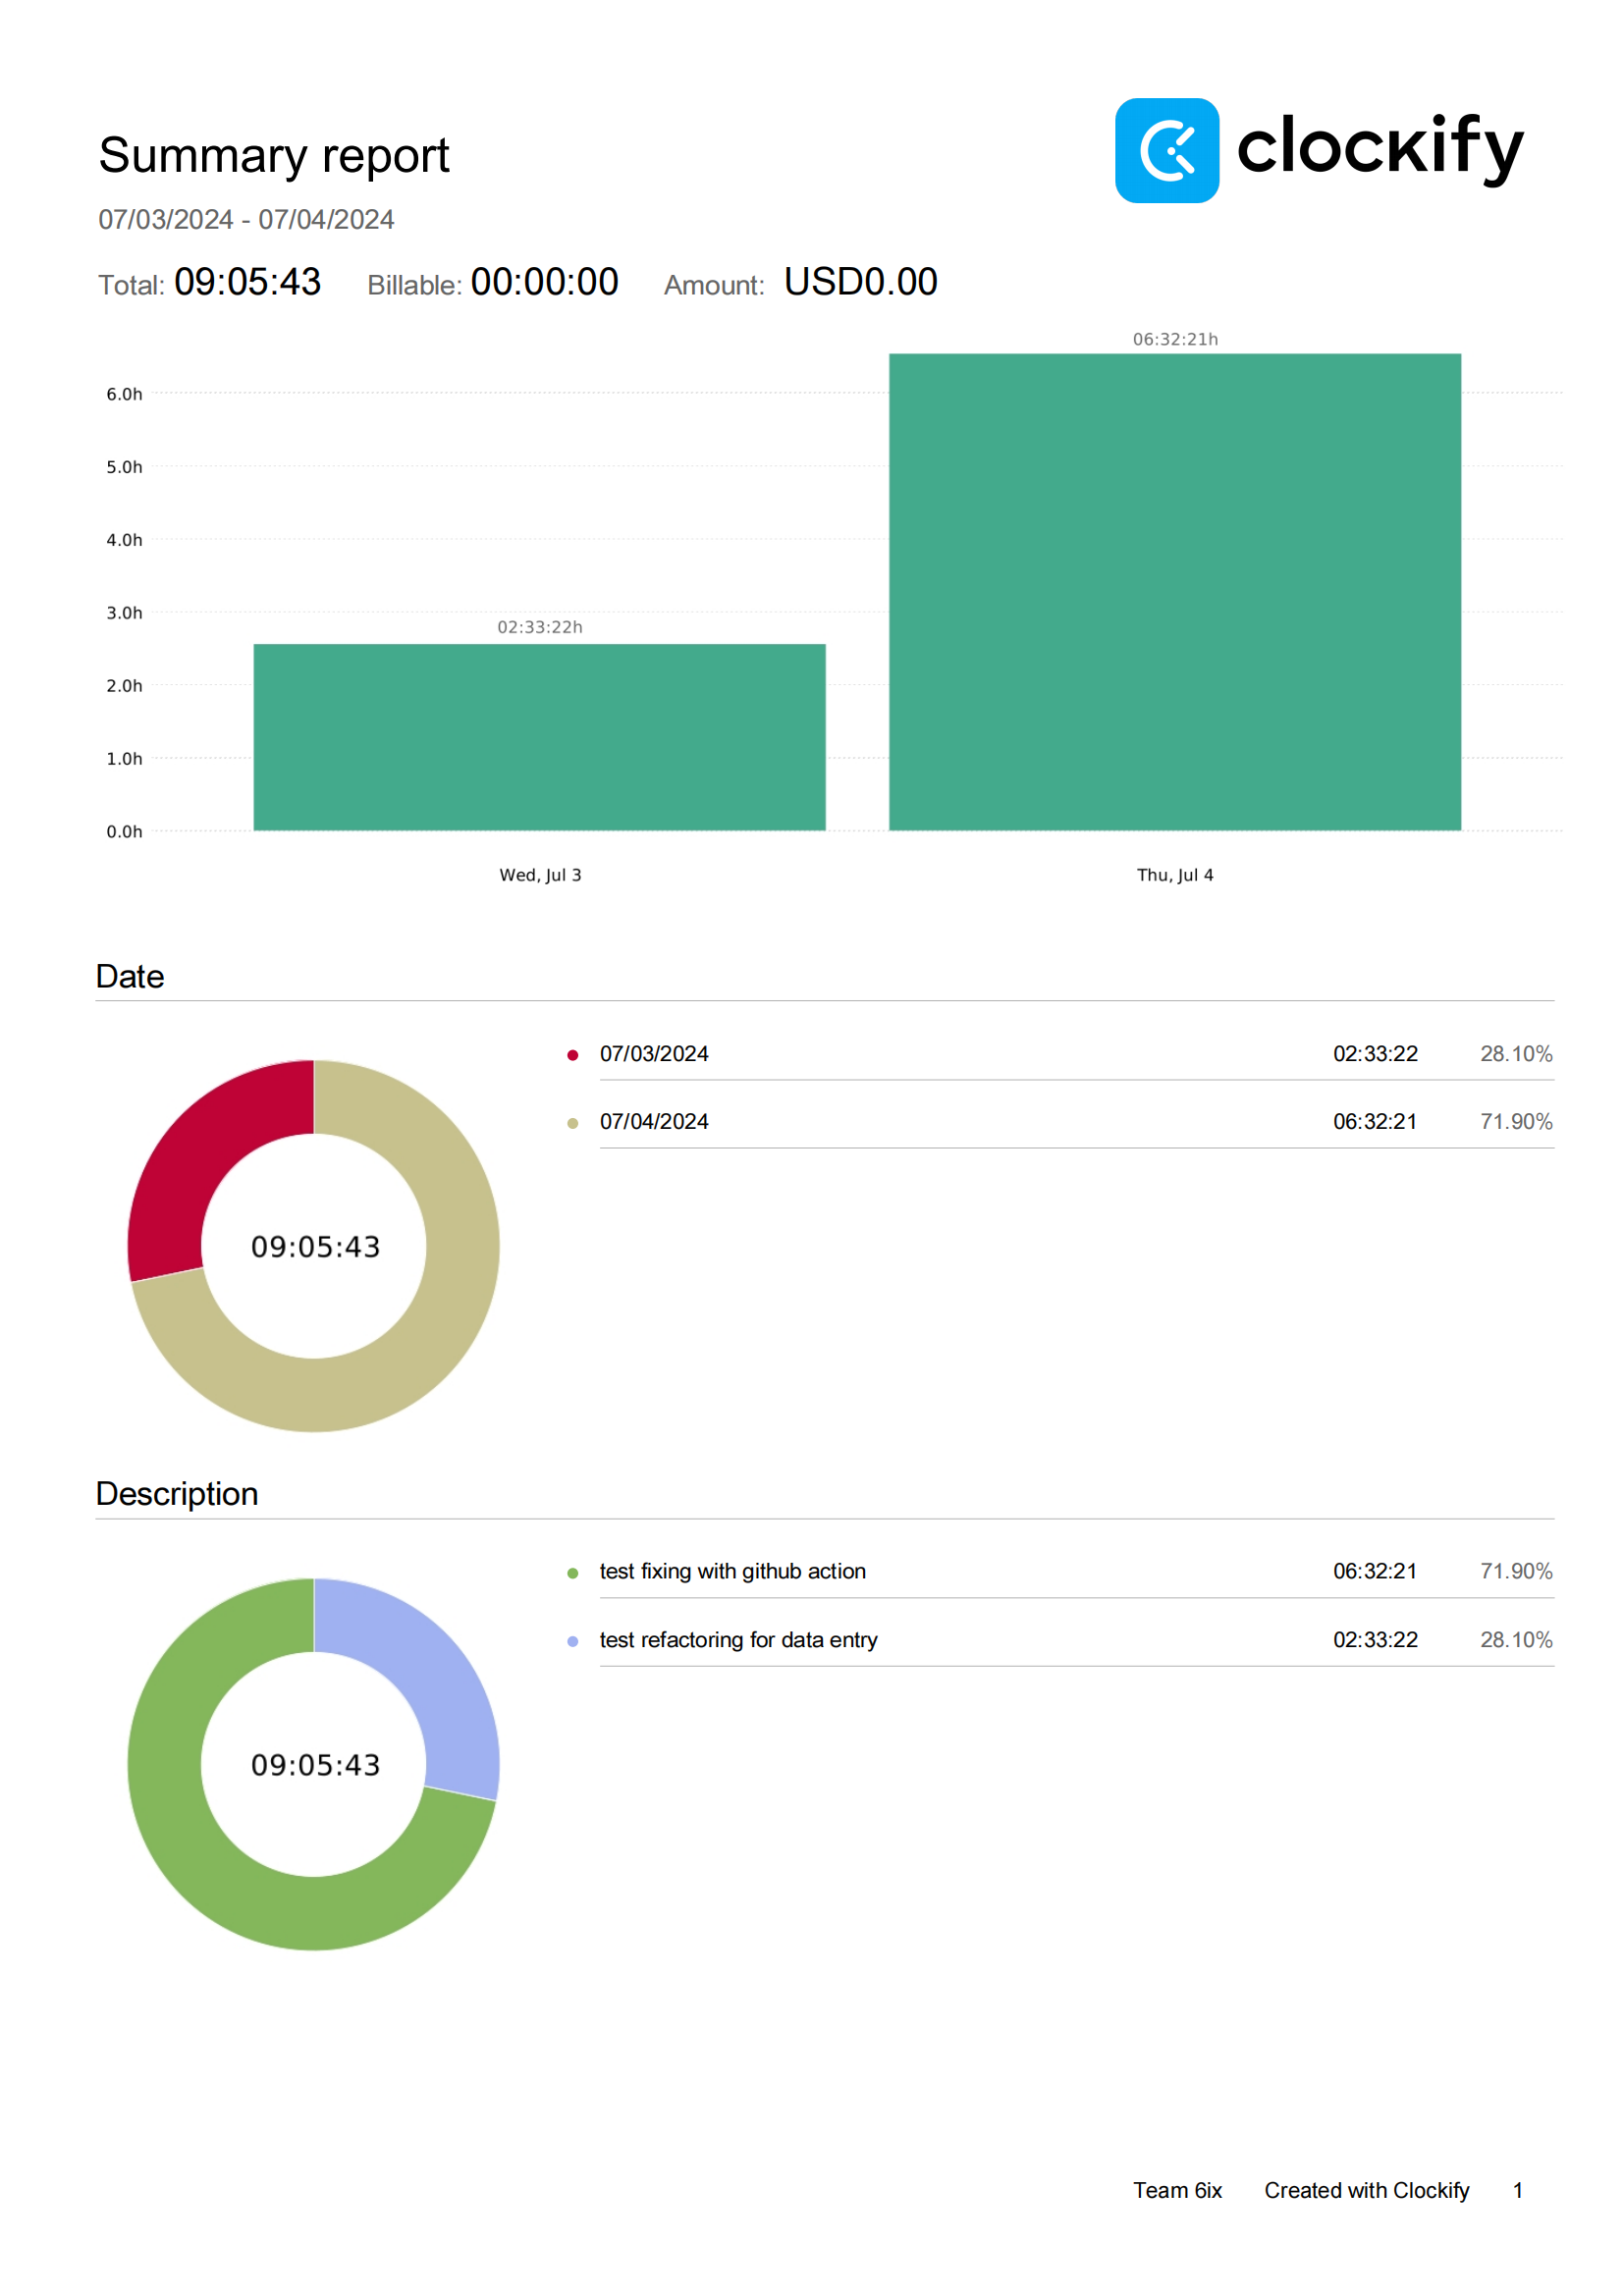 Summary report
clockify
07/03/2024 - 07/04/2024
Total: 09:05:43 Billable: 00:00:00 Amount: USD0.00
06:32:21h
6.0h
5.0h
4.0h
3.0h
02:33:22h
2.0h
1.0h
0.0h
Wed, Jul 3 Thu, Jul 4
Date
07/03/2024 02:33:22 28.10%
07/04/2024 06:32:21 71.90%
09:05:43
Description
test fixing with github action 06:32:21 71.90%
test refactoring for data entry 02:33:22 28.10%
09:05:43
Team 6ix Created with Clockify 1